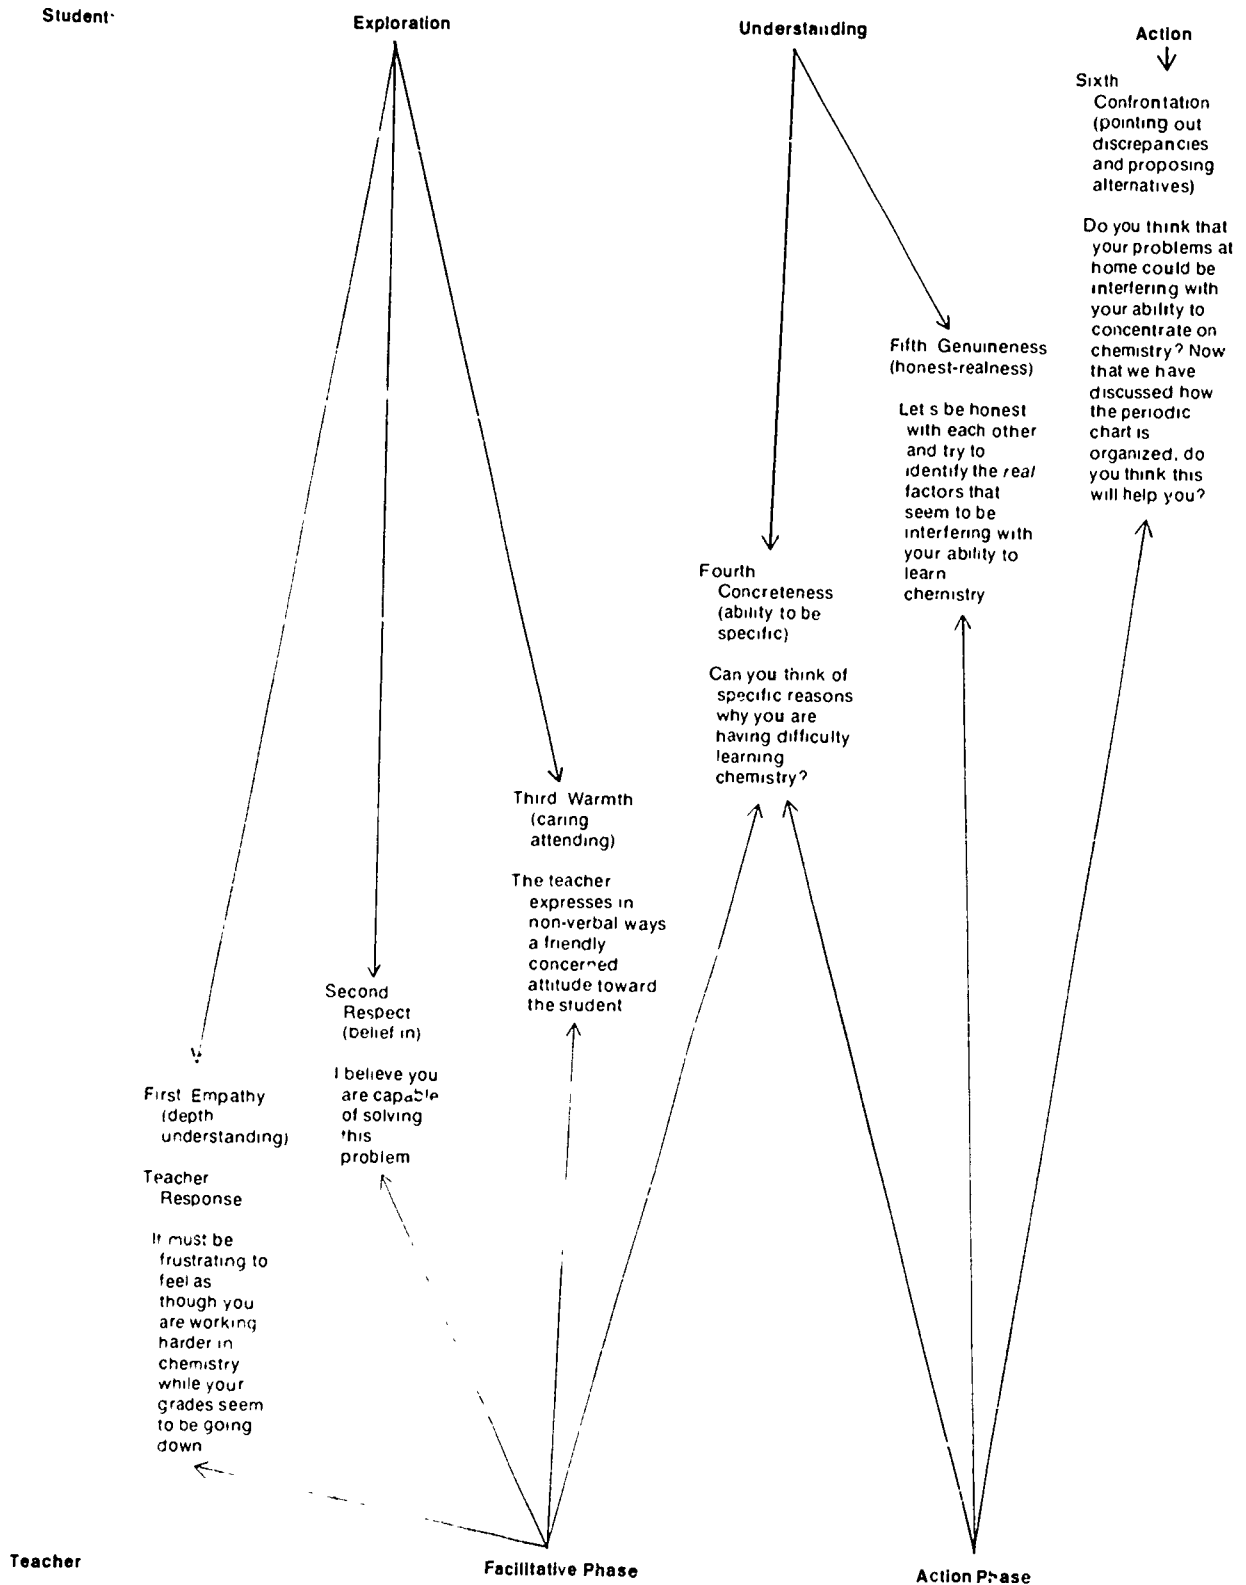 Student
Exploration
Understanding
Action
Sixth
Confrontation
(pointing out
discrepancies
and proposing
alternatives)
Do you think that
your problems at
home could be
interfering with
your ability to
concentrate on
chemistry? Now
that we have
discussed how
the periodic
chart is
organized, do
you think this
will help you?
Fifth Genuineness
(honest-realness)
Let s be honest
with each other
and try to
identify the real
factors that
seem to be
interfering with
your ability to
learn
chemistry
Fourth
Concreteness
(ability to be
specific)
Can you think of
specific reasons
why you are
having difficulty
learning
chemistry?
Third Warmth
(caring
attending)
The teacher
expresses in
non-verbal ways
a friendly
concerned
attitude toward
the student
Second
Respect
(belief in)
I believe you
are capable
of solving
this
problem
First Empathy
(depth
understanding)
Teacher
Response
It must be
frustrating to
feel as
though you
are working
harder in
chemistry
while your
grades seem
to be going
down
Teacher
Facilitative Phase
Action Phase